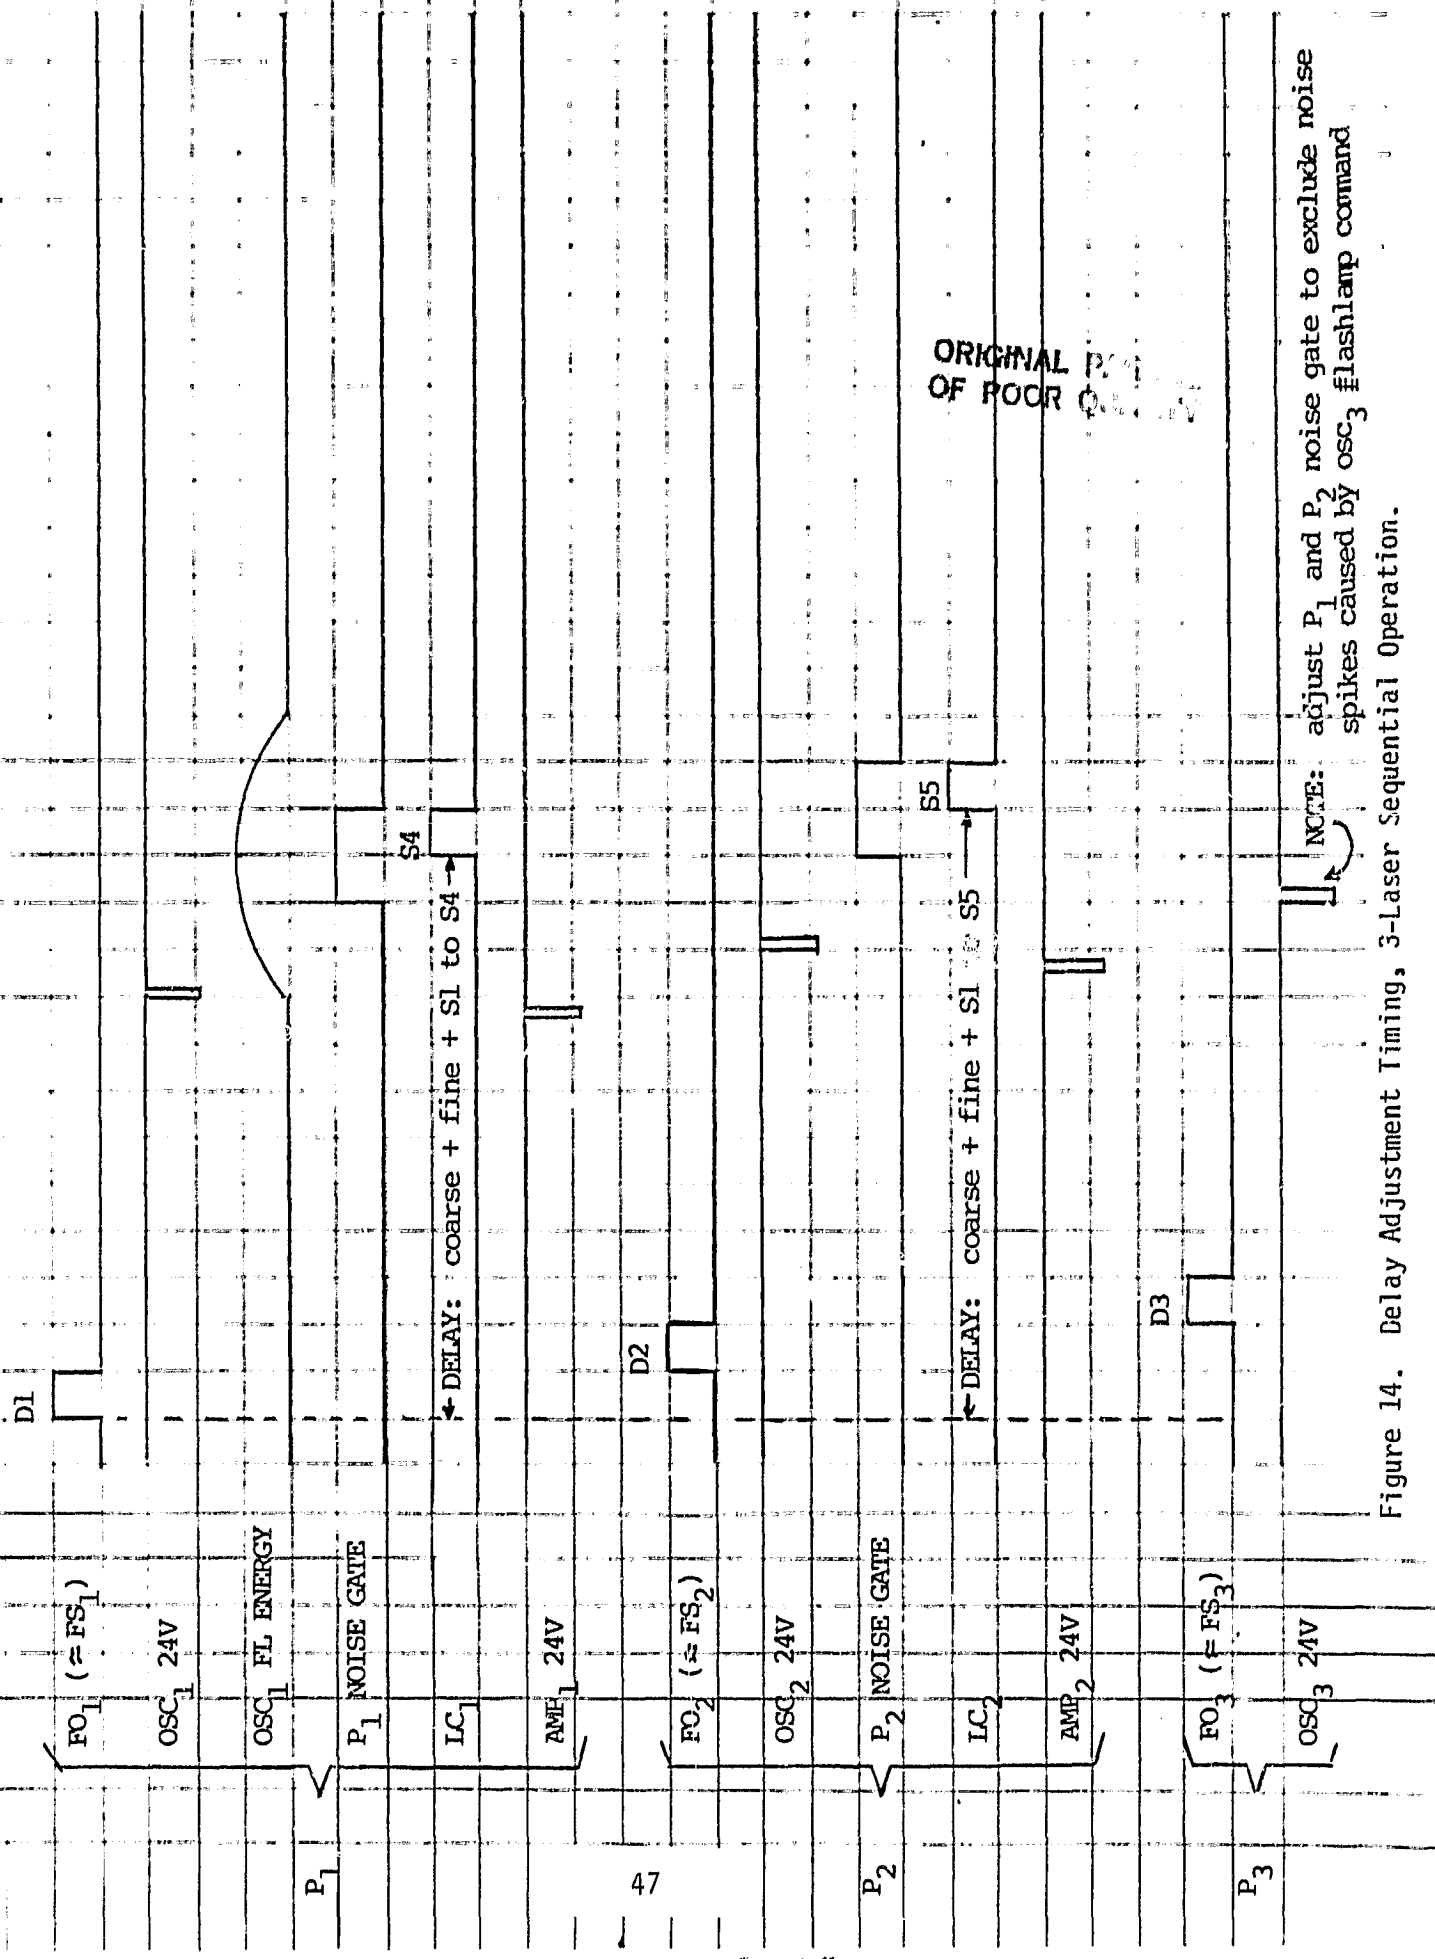 P1
FO1 (≈FS1)
D1
OSC1 24V
OSC1 FL ENERGY
P1 NOISE GATE
LC1
←DELAY: coarse + fine + S1 to S4→
S4
AMP1 24V
P2
FO2 (≈FS2)
D2
OSC2 24V
P2 NOISE GATE
LC2
←DELAY: coarse + fine + S1 S5→
S5
AMP2 24V
P3
FO3 (≈FS3)
D3
OSC3 24V
NOTE: adjust P1 and P2 noise gate to exclude noise
spikes caused by osc3 flashlamp command
Figure 14. Delay Adjustment Timing, 3-Laser Sequential Operation.
ORIGINAL
OF POOR
47